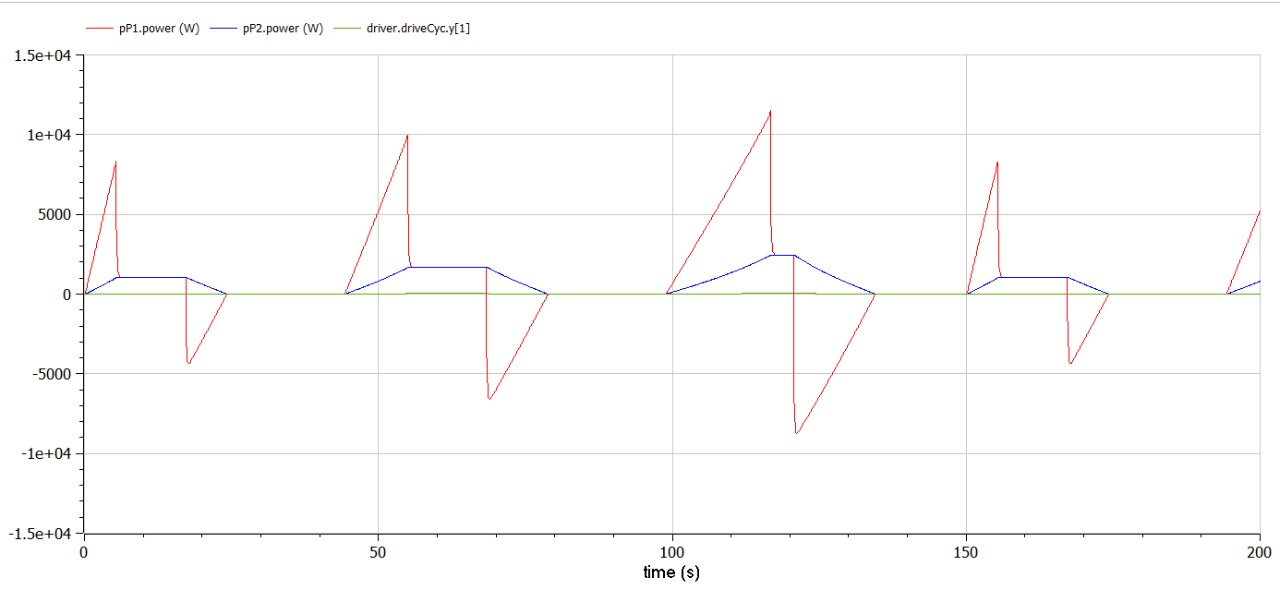 pP1.power (W) pP2.power (W) driver.driveCyc.y[1]
1.5e+04
1e+04
5000
0
-5000
-1e+04
-1.5e+04
0 50 100 150 200
time (s)